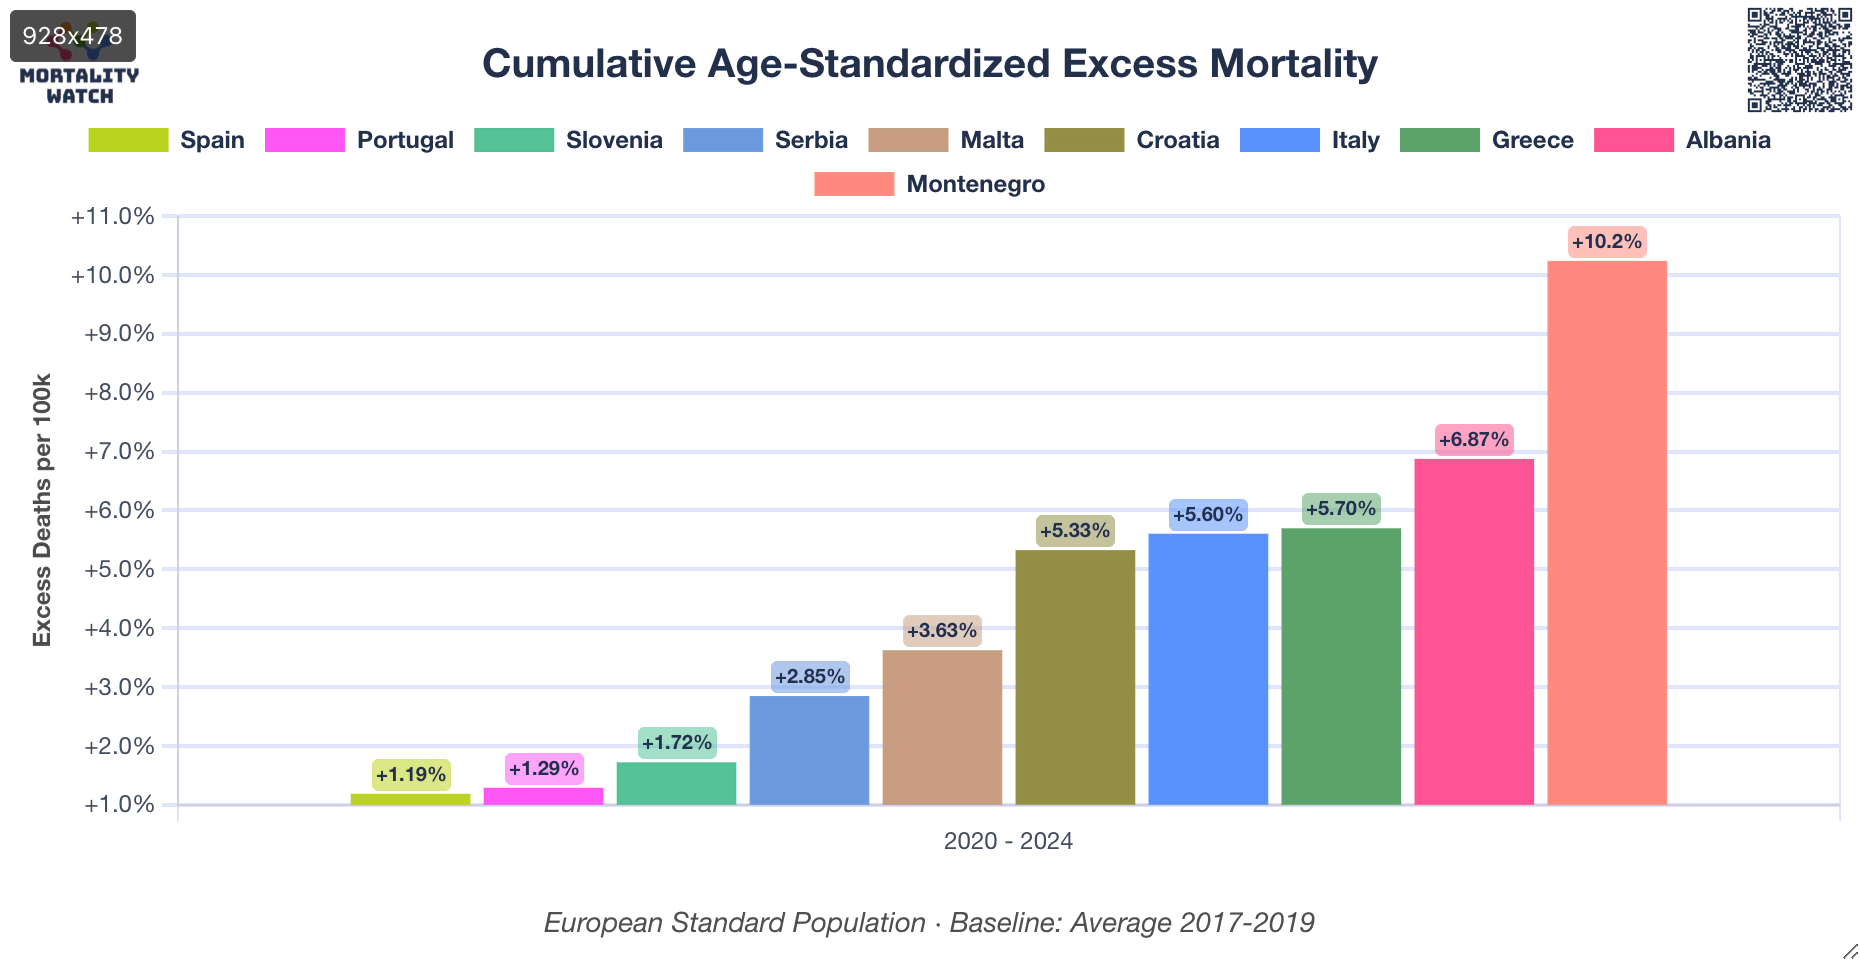 928x478
MORTALITY
WATCH
Cumulative Age-Standardized Excess Mortality
Spain Portugal Slovenia Serbia Malta Croatia Italy Greece Albania
Montenegro
+11.0%
+10.0%
+9.0%
+8.0%
+7.0%
+6.0%
+5.0%
+4.0%
+3.0%
+2.0%
+1.0%
Excess Deaths per 100k
+1.19%
+1.29%
+1.72%
+2.85%
+3.63%
+5.33%
+5.60%
+5.70%
+6.87%
+10.2%
2020 - 2024
European Standard Population · Baseline: Average 2017-2019